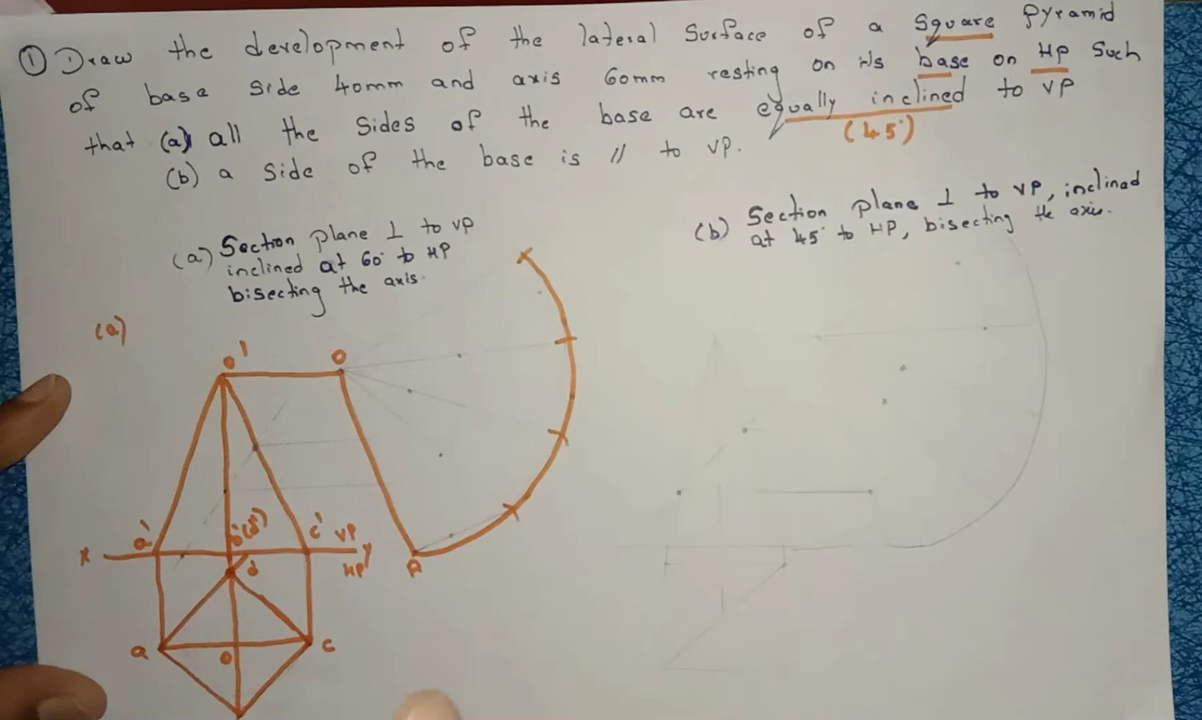 ① Draw the development of the lateral Surface of a Square Pyramid
of base side 40mm and axis 60mm resting on its base on HP Such
that (a) all the Sides of the base are equally inclined to VP
(45°)
(b) a side of the base is // to VP.
(a) Section plane ⊥ to VP
inclined at 60° to HP
bisecting the axis.
(b) Section plane ⊥ to VP, inclined
at 45° to HP, bisecting the axis.
(a)
o' O
x a' b'(d') c' VP y
HP
d A
a o c